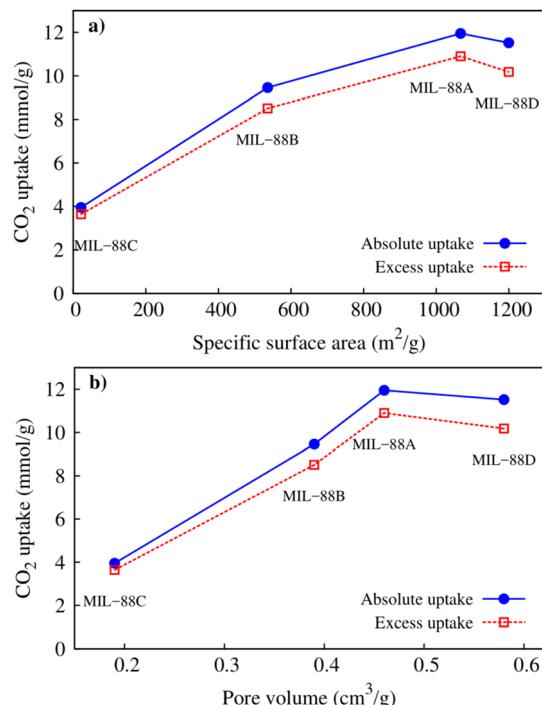 a)
12
10
8
6
4
2
0
CO2 uptake (mmol/g)
MIL−88A
MIL−88D
MIL−88B
MIL−88C
Absolute uptake
Excess uptake
0 200 400 600 800 1000 1200
Specific surface area (m²/g)
b)
12
10
8
6
4
2
0
CO2 uptake (mmol/g)
MIL−88A
MIL−88D
MIL−88B
MIL−88C
Absolute uptake
Excess uptake
0.2 0.3 0.4 0.5 0.6
Pore volume (cm³/g)